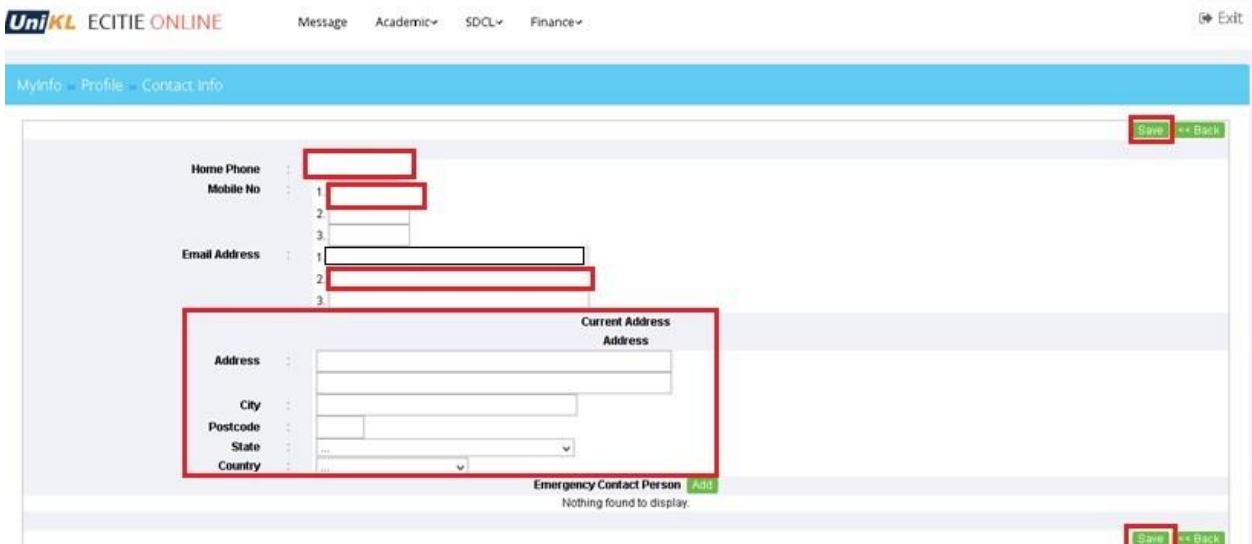 UniKL ECITIE ONLINE Message Academic SDCL Finance Exit
MyInfo Profile Contact Info
Save << Back
Home Phone :
Mobile No : 1.
2.
3.
Email Address : 1
2.
3.
Current Address
Address
Address :
City :
Postcode :
State : ...
Country : ...
Emergency Contact Person Add
Nothing found to display.
Save << Back